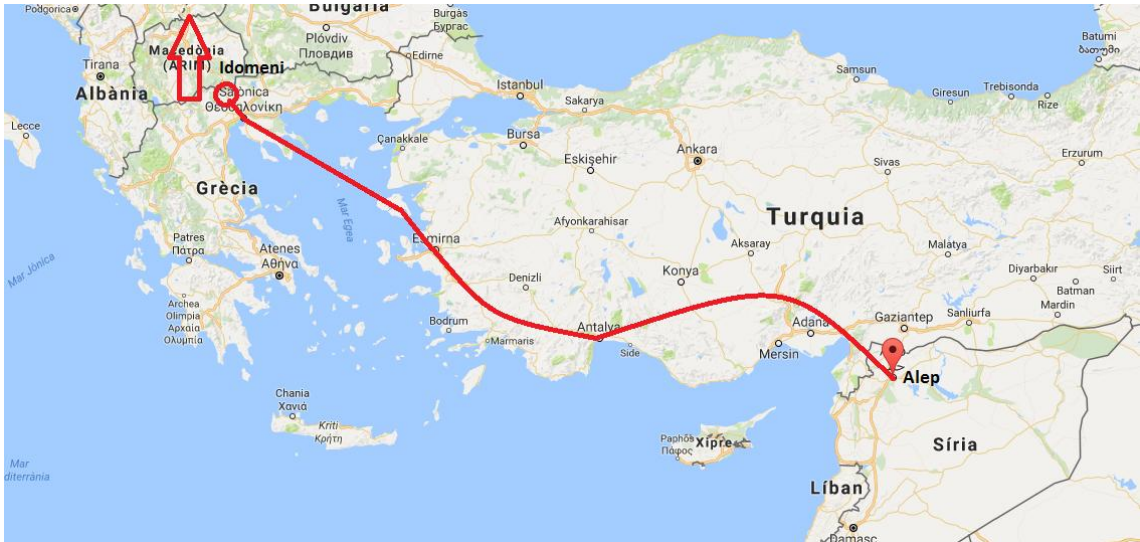 Podgorica
Bulgaria
Burgas
Бургас
Plòvdiv
Пловдив
Edirne
Batumi
ბათუმი
Macedònia
(ARIM)
Tirana
Albània
Idomeni
Salònica
Θεσσαλονίκη
Istanbul
Sakarya
Samsun
Giresun
Trebisonda
Rize
Lecce
Çanakkale
Bursa
Eskişehir
Ankara
Sivas
Erzurum
Grècia
Mar Egea
Turquia
Afyonkarahisar
Patres
Πάτρα
Atenes
Αθήνα
Esmirna
Aksaray
Malatya
Mar Jònica
Denizli
Konya
Diyarbakır
Siirt
Batman
Mardin
Archea
Olimpia
Αρχαία
Ολυμπία
Bodrum
Marmaris
Antalya
Side
Adana
Mersin
Gaziantep
Sanliurfa
Alep
Chania
Χανιά
Kriti
Κρήτη
Paphos
Πάφος
Xipre
Síria
Mar
diterrània
Líban
Damasc